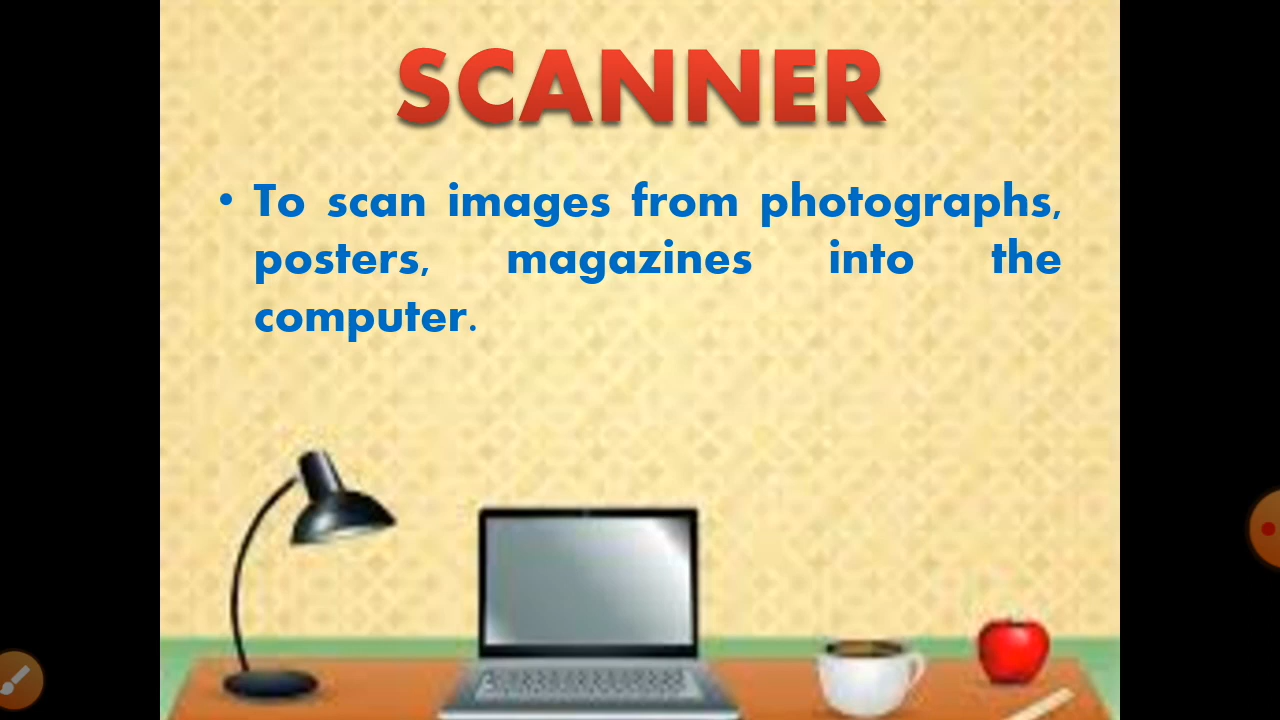 SCANNER
• To scan images from photographs,
posters, magazines into the
computer.